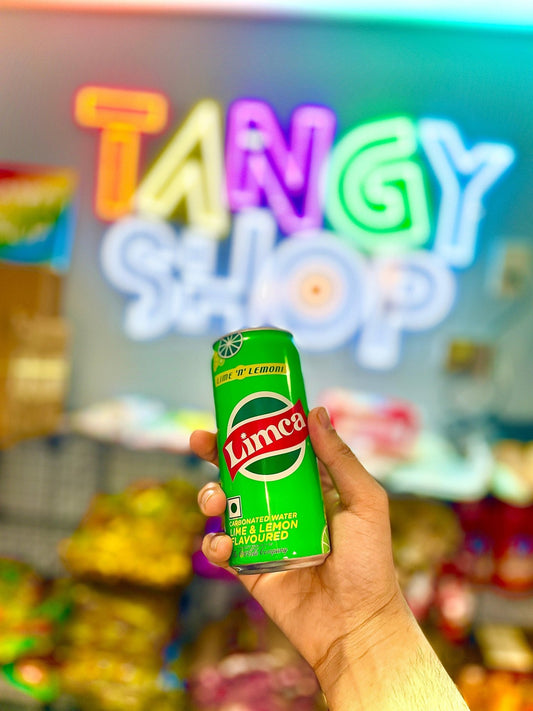 TANGY
SHOP
LIME 'N' LEMONI
Limca
CARBONATED WATER
LIME & LEMON
FLAVOURED